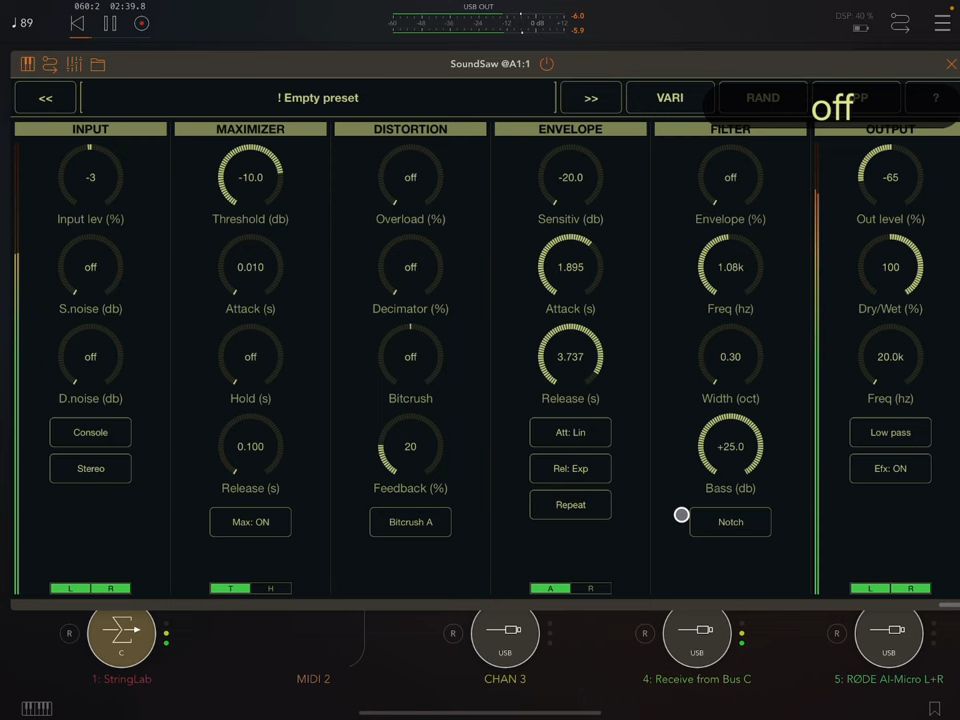 060:2 02:39.8
♩89
USB OUT
-60 -48 -36 -24 -12 0 dB +12
-6.0
-5.9
DSP: 40 %
SoundSaw @A1:1
<< ! Empty preset >> VARI RAND PP ?
off
INPUT MAXIMIZER DISTORTION ENVELOPE FILTER OUTPUT
-3 -10.0 off -20.0 off -65
Input lev (%) Threshold (db) Overload (%) Sensitiv (db) Envelope (%) Out level (%)
off 0.010 off 1.895 1.08k 100
S.noise (db) Attack (s) Decimator (%) Attack (s) Freq (hz) Dry/Wet (%)
off off off 3.737 0.30 20.0k
D.noise (db) Hold (s) Bitcrush Release (s) Width (oct) Freq (hz)
Console 0.100 20 Att: Lin +25.0 Low pass
Stereo Rel: Exp Efx: ON
Release (s) Feedback (%) Bass (db)
Repeat
Max: ON Bitcrush A Notch
L R T H A R L R
R C R USB R USB R USB
1: StringLab MIDI 2 CHAN 3 4: Receive from Bus C 5: RØDE AI-Micro L+R